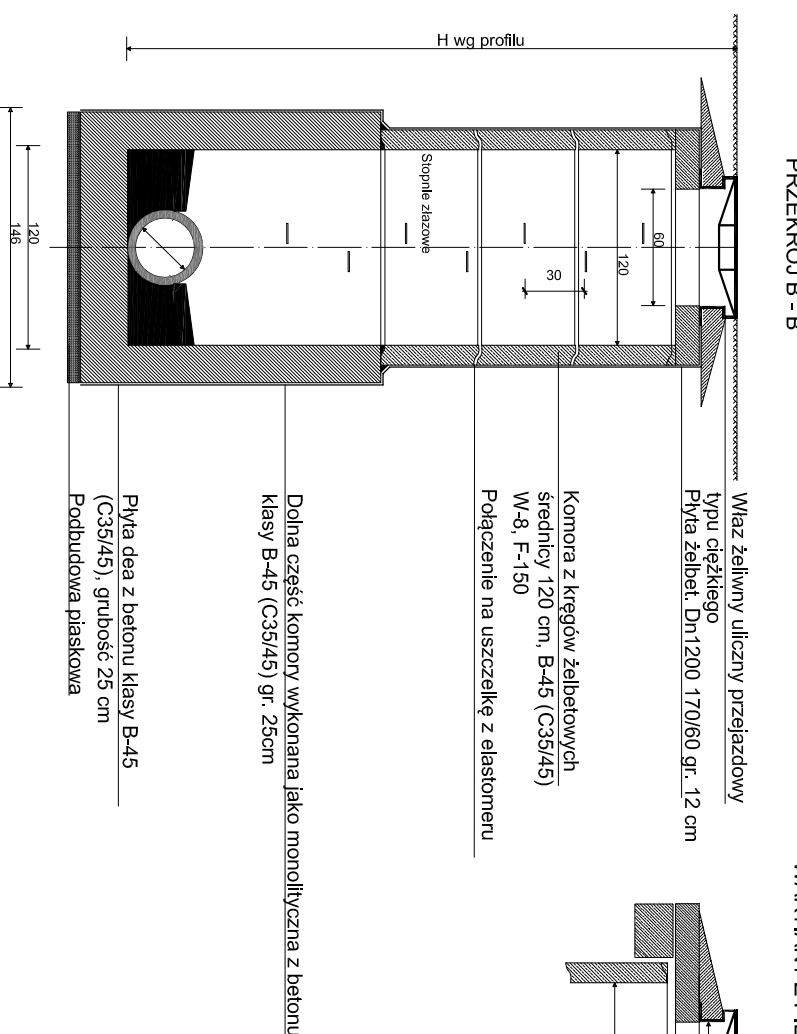 PRZEKRÓJ B - B
H wg profilu
Właz żeliwny uliczny przejazdowy
typu ciężkiego
Płyta żelbet. Dn1200 170/60 gr. 12 cm
60
120
30
Stopnie złazowe
Komora z kręgów żelbetowych
średnicy 120 cm, B-45 (C35/45)
W-8, F-150
Połączenie na uszczelkę z elastomeru
Dolna część komory wykonana jako monolityczna z betonu
klasy B-45 (C35/45) gr. 25cm
Płyta dea z betonu klasy B-45
(C35/45), grubość 25 cm
Podbudowa piaskowa
120
146